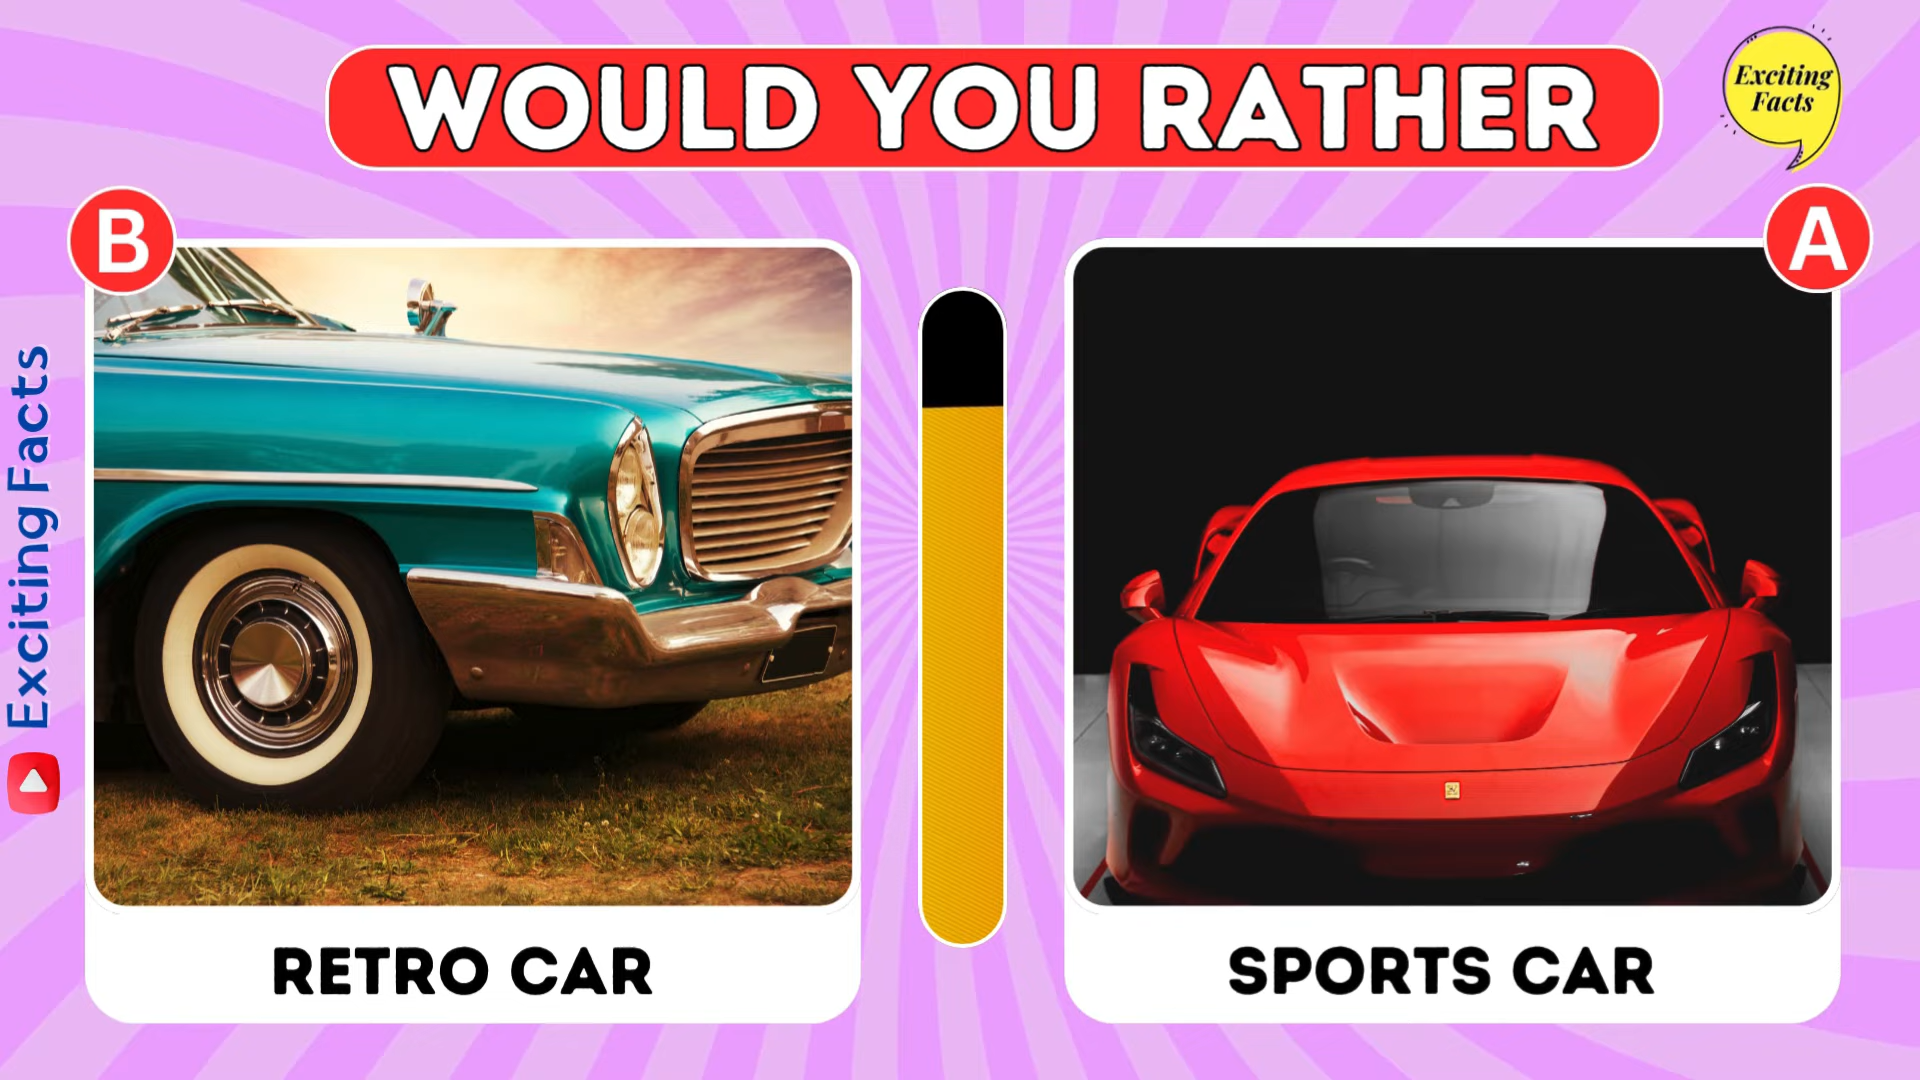 WOULD YOU RATHER
Exciting
Facts
B
A
Exciting Facts
RETRO CAR
SPORTS CAR